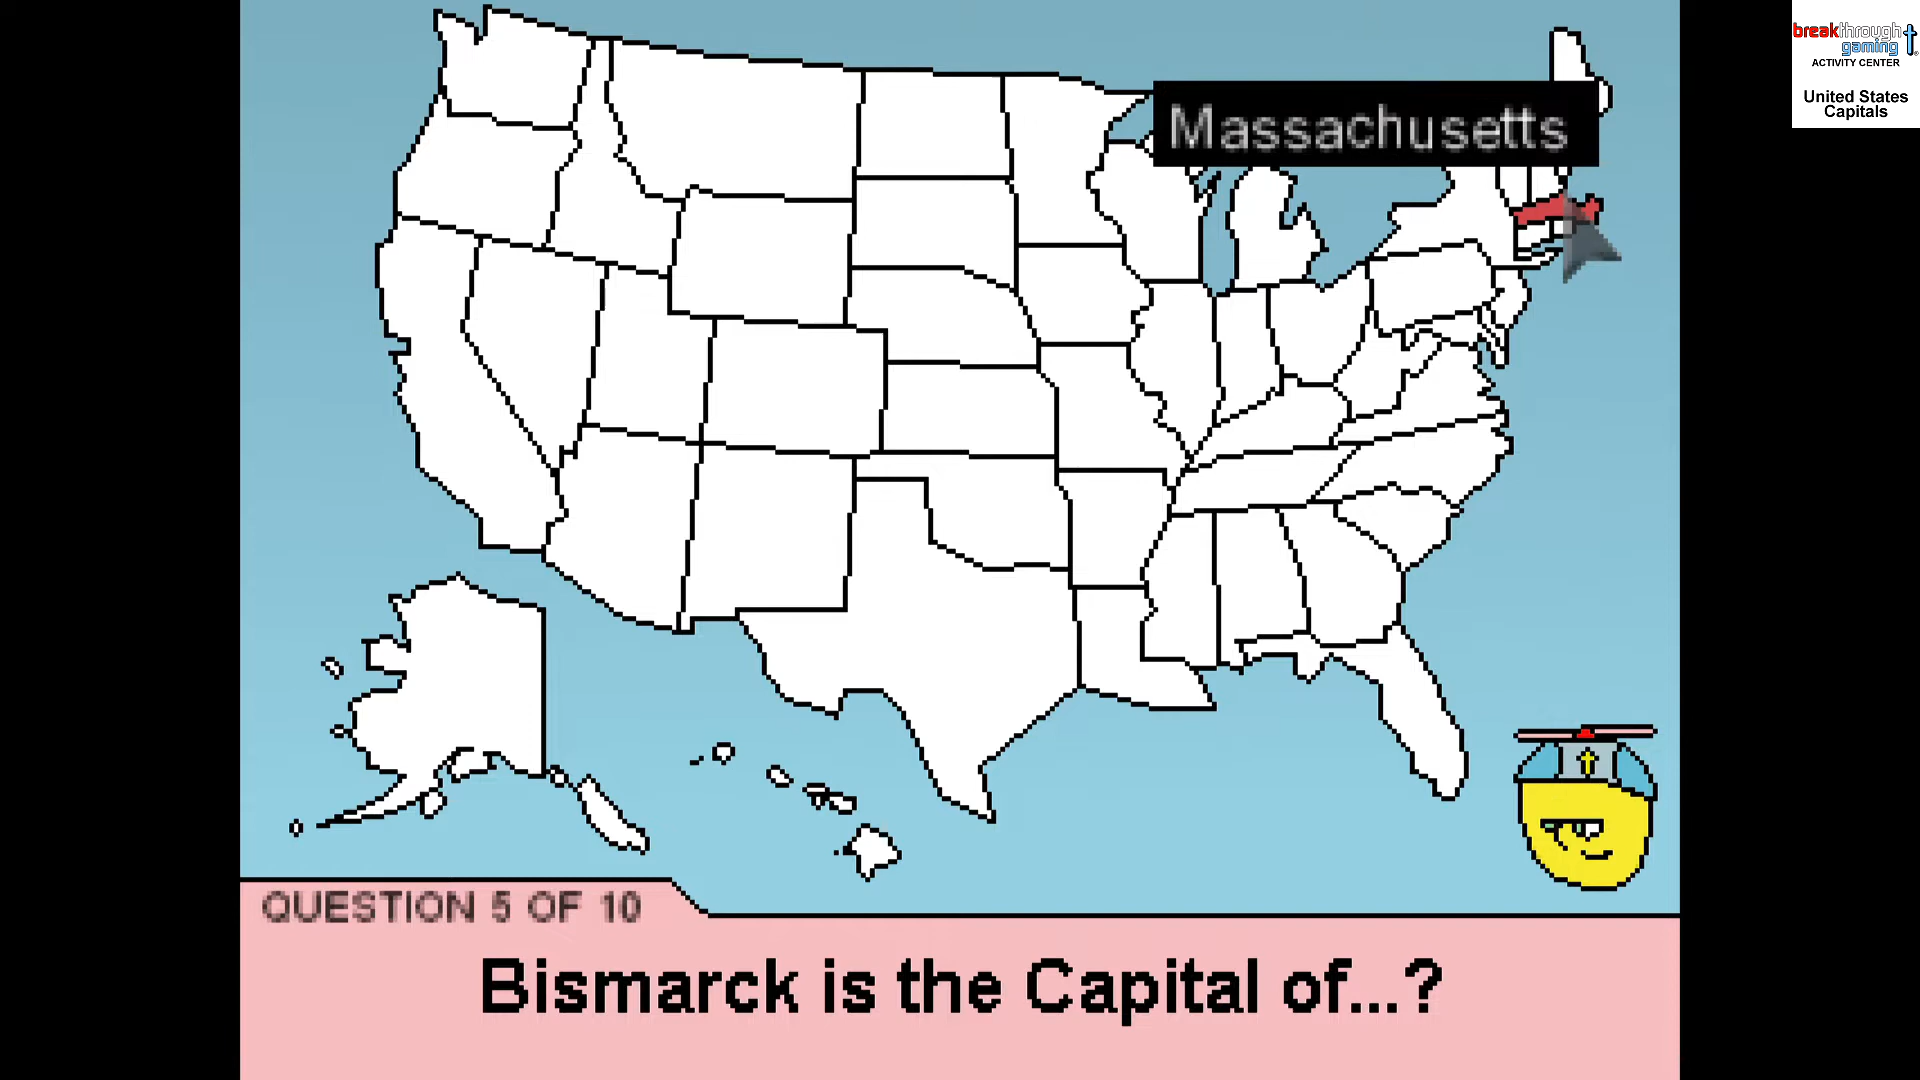 breakthrough
gaming
ACTIVITY CENTER
United States
Capitals
Massachusetts
QUESTION 5 OF 10
Bismarck is the Capital of...?